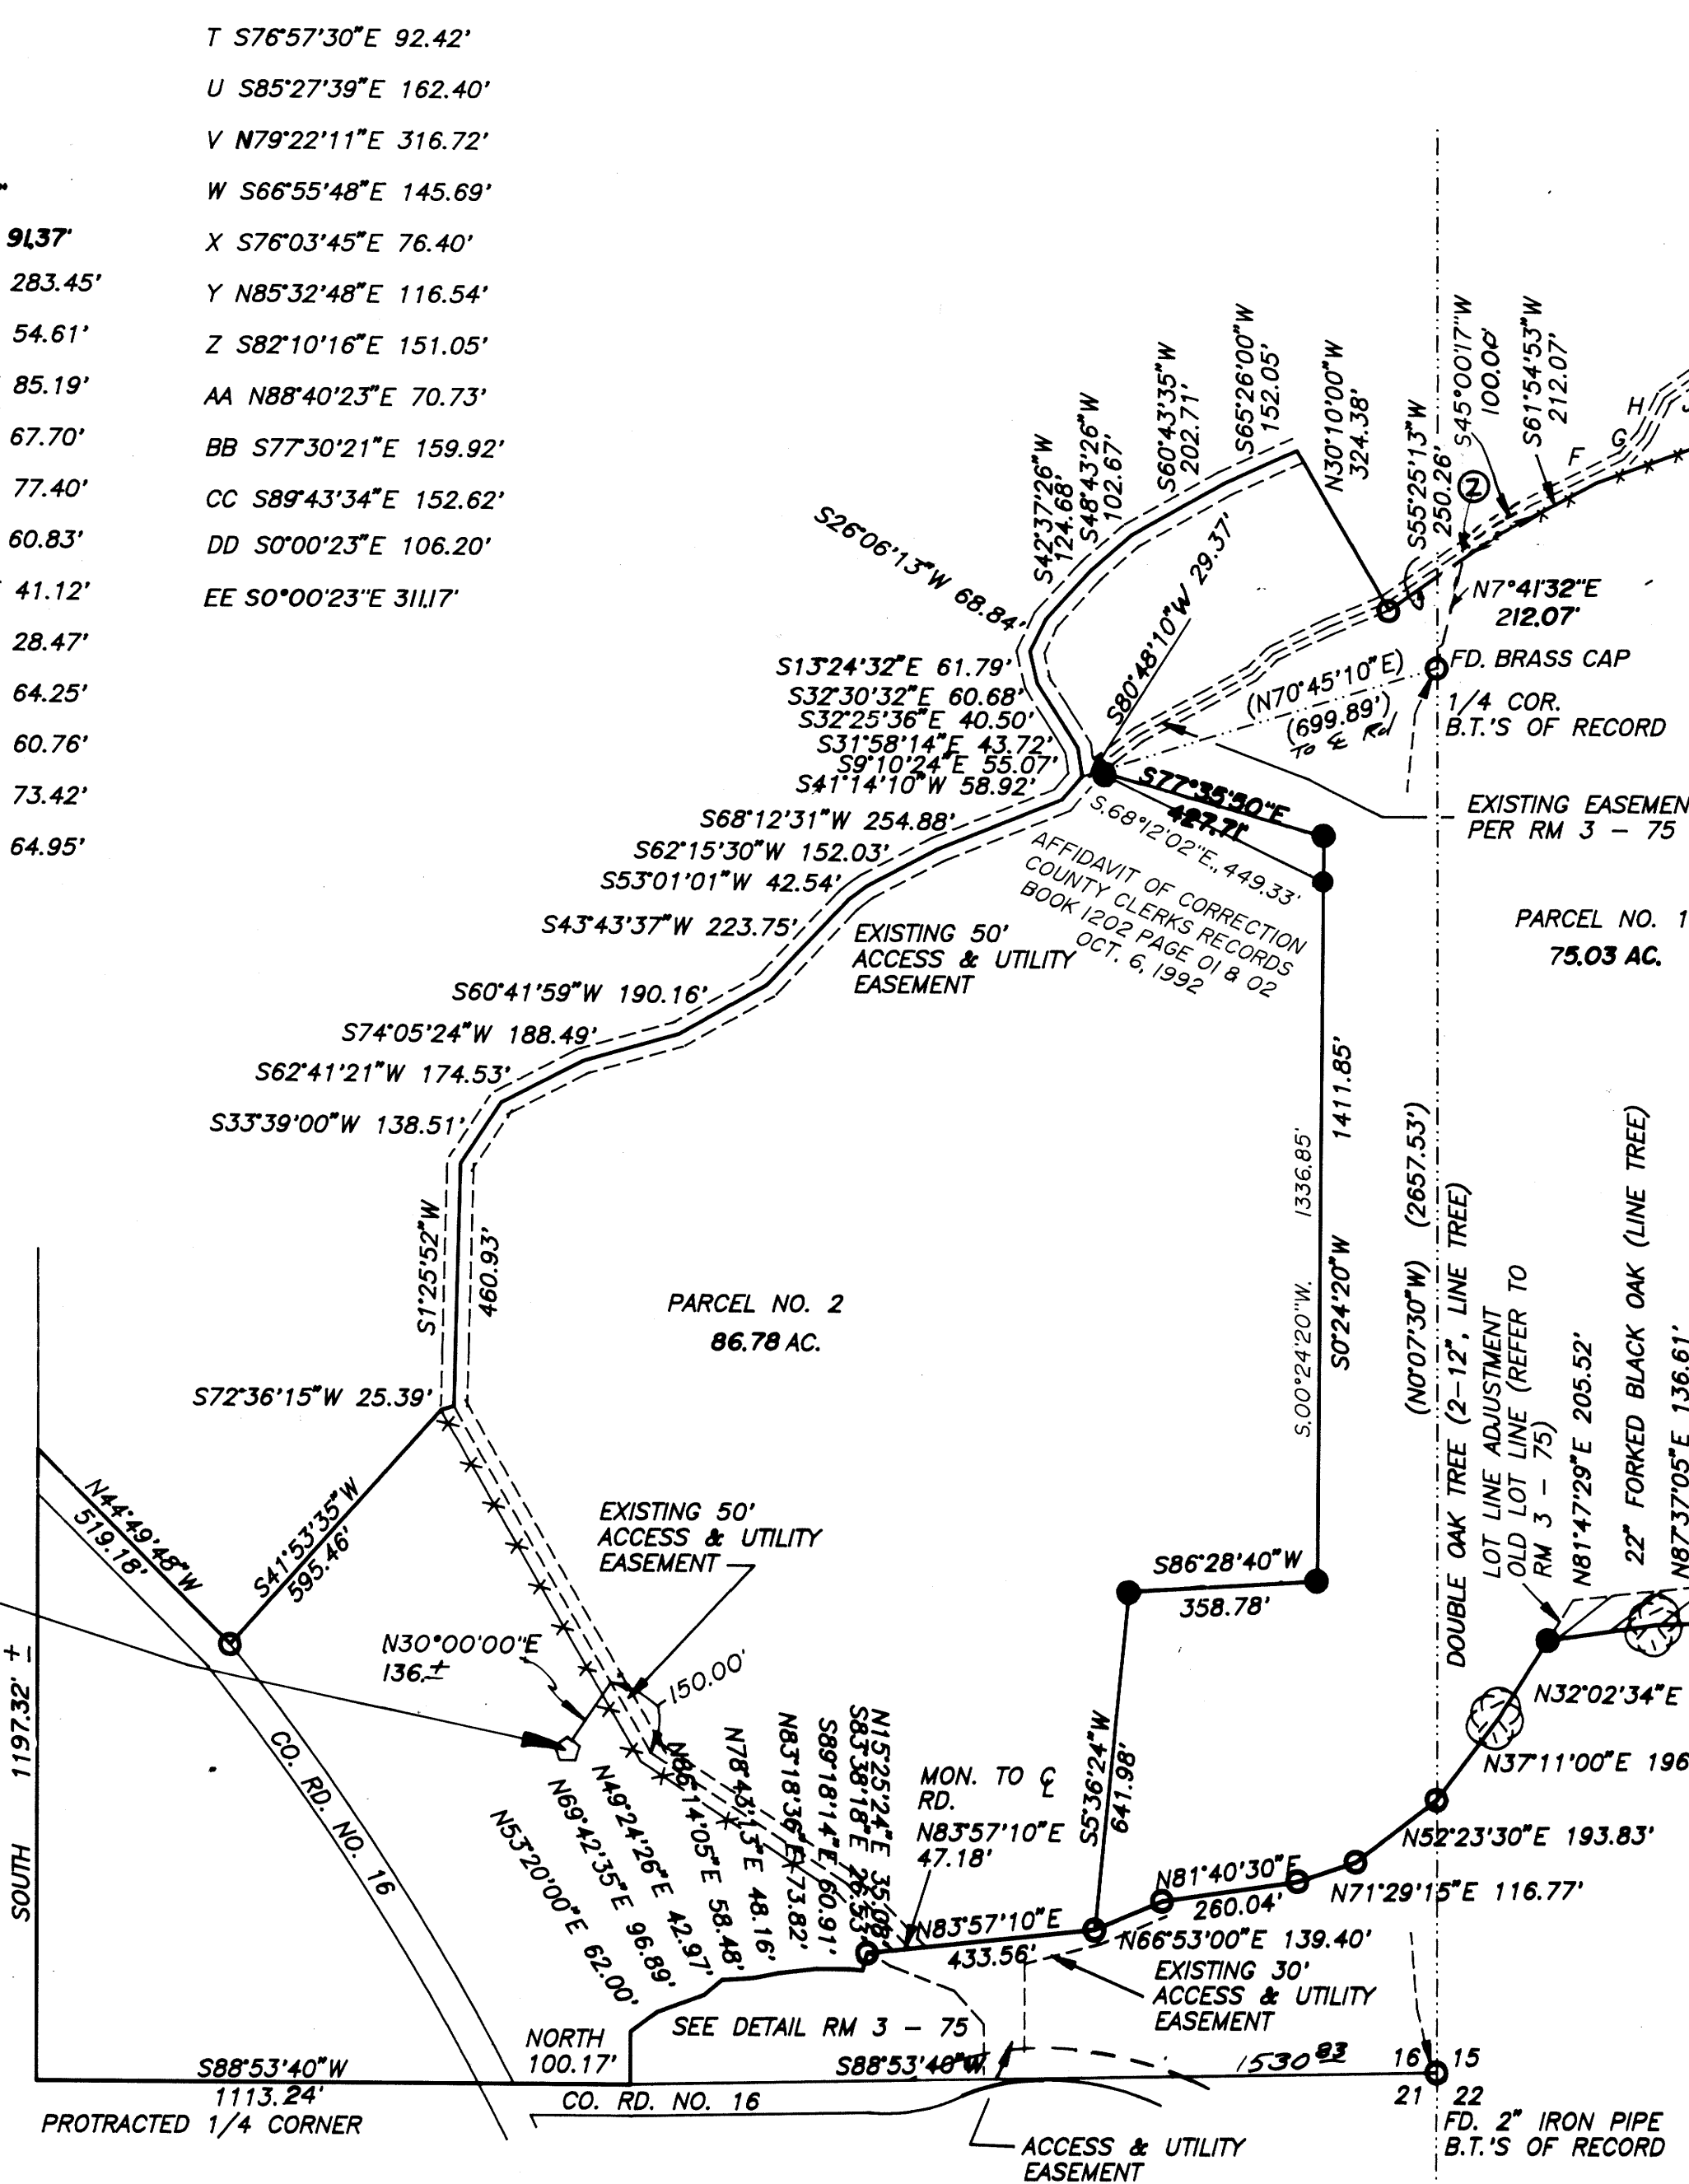 T S76°57'30"E 92.42'
U S85°27'39"E 162.40'
V N79°22'11"E 316.72'
W S66°55'48"E 145.69'
X S76°03'45"E 76.40'
Y N85°32'48"E 116.54'
Z S82°10'16"E 151.05'
AA N88°40'23"E 70.73'
BB S77°30'21"E 159.92'
CC S89°43'34"E 152.62'
DD S0°00'23"E 106.20'
EE S0°00'23"E 311.17'
"
91.37'
283.45'
54.61'
85.19'
67.70'
77.40'
60.83'
41.12'
28.47'
64.25'
60.76'
73.42'
64.95'
S26°06'13"W 68.84'
S42°37'26"W
124.68'
S48°43'26"W
102.67'
S60°43'35"W
202.71'
S65°26'00"W
152.05'
N30°10'00"W
324.38'
S55°25'13"W
250.26'
S45°00'17"W
100.00'
S61°54'53"W
212.07'
2
F
G
H
J
N7°41'32"E
212.07'
FD. BRASS CAP
1/4 COR.
B.T.'S OF RECORD
S80°48'10"W 29.37'
(N70°45'10"E)
(699.89')
TO ℄ Rd
S13°24'32"E 61.79'
S32°30'32"E 60.68'
S32°25'36"E 40.50'
S31°58'14"E 43.72'
S9°10'24"E 55.07'
S41°14'10"W 58.92'
S68°12'31"W 254.88'
S62°15'30"W 152.03'
S53°01'01"W 42.54'
S43°43'37"W 223.75'
S60°41'59"W 190.16'
S74°05'24"W 188.49'
S62°41'21"W 174.53'
S33°39'00"W 138.51'
S77°35'50"E
427.71'
S.68°12'02"E., 449.33'
AFFIDAVIT OF CORRECTION
COUNTY CLERKS RECORDS
BOOK 1202 PAGE 01 & 02
OCT. 6, 1992
EXISTING EASEMEN
PER RM 3 - 75
EXISTING 50'
ACCESS & UTILITY
EASEMENT
PARCEL NO. 1
75.03 AC.
S1°25'52"W
460.93'
PARCEL NO. 2
86.78 AC.
S.00°24'20"W. 1336.85'
S0°24'20"W 1411.85'
(N0°07'30"W) (2657.53')
DOUBLE OAK TREE (2-12", LINE TREE)
LOT LINE ADJUSTMENT
OLD LOT LINE (REFER TO
RM 3 - 75)
N81°47'29"E 205.52'
22" FORKED BLACK OAK (LINE TREE)
N87°37'05"E 136.61'
S72°36'15"W 25.39'
N44°49'48"W
519.18'
S41°53'35"W
595.46'
EXISTING 50'
ACCESS & UTILITY
EASEMENT
N30°00'00"E
136.±
150.00'
S86°28'40"W
358.78'
S5°36'24"W
641.98'
N32°02'34"E
N37°11'00"E 196
N52°23'30"E 193.83'
N71°29'15"E 116.77'
N81°40'30"E
260.04'
N66°53'00"E 139.40'
N83°57'10"E
433.56'
MON. TO ℄
RD.
N83°57'10"E
47.18'
N53°20'00"E 62.00'
N69°42'35"E 96.89'
N49°24'26"E 42.97'
N86°14'05"E 58.48'
N78°43'13"E 48.16'
N83°18'36"E 73.82'
S89°18'14"E 60.91'
S83°38'18"E 26.53'
N15°25'24"E 35.08'
SOUTH 1197.32' ±
CO. RD. NO. 16
EXISTING 30'
ACCESS & UTILITY
EASEMENT
SEE DETAIL RM 3 - 75
NORTH
100.17'
S88°53'40"W
1113.24'
S88°53'40"W
1530 83
16 15
21 22
PROTRACTED 1/4 CORNER
CO. RD. NO. 16
ACCESS & UTILITY
EASEMENT
FD. 2" IRON PIPE
B.T.'S OF RECORD